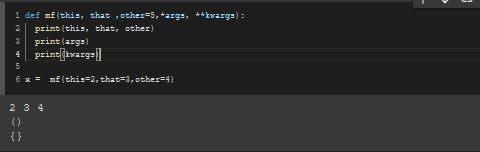 1 def mf(this, that ,other=5,*args, **kwargs):
2 print(this, that, other)
3 print(args)
4 print(kwargs)
5
6 x = mf(this=2,that=3,other=4)
2 3 4
()
{}